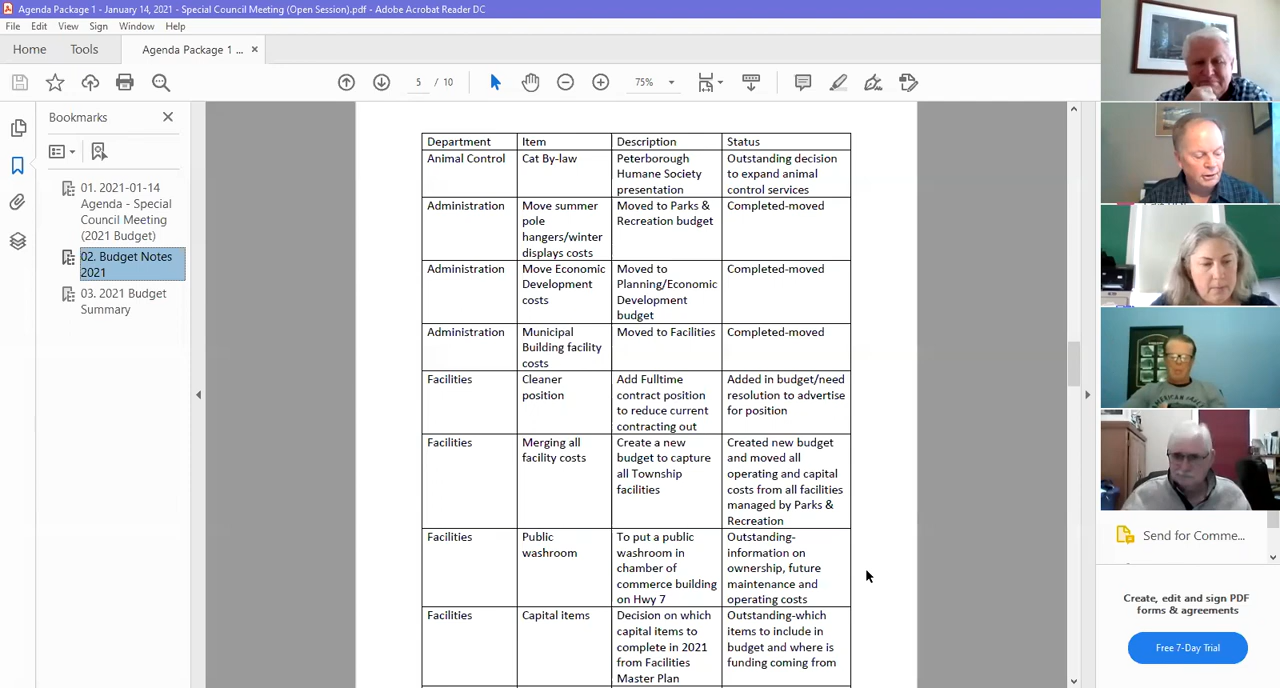 Agenda Package 1 - January 14, 2021 - Special Council Meeting (Open Session).pdf - Adobe Acrobat Reader DC
File Edit View Sign Window Help
Home Tools Agenda Package 1 ... ×
5 / 10 75%
Bookmarks ×
01. 2021-01-14
Agenda - Special
Council Meeting
(2021 Budget)
02. Budget Notes
2021
03. 2021 Budget
Summary
Department Item Description Status
Animal Control Cat By-law Peterborough Outstanding decision
Humane Society to expand animal
presentation control services
Administration Move summer Moved to Parks & Completed-moved
pole Recreation budget
hangers/winter
displays costs
Administration Move Economic Moved to Completed-moved
Development Planning/Economic
costs Development
budget
Administration Municipal Moved to Facilities Completed-moved
Building facility
costs
Facilities Cleaner Add Fulltime Added in budget/need
position contract position resolution to advertise
to reduce current for position
contracting out
Facilities Merging all Create a new Created new budget
facility costs budget to capture and moved all
all Township operating and capital
facilities costs from all facilities
managed by Parks &
Recreation
Facilities Public To put a public Outstanding-
washroom washroom in information on
chamber of ownership, future
commerce building maintenance and
on Hwy 7 operating costs
Facilities Capital items Decision on which Outstanding-which
capital items to items to include in
complete in 2021 budget and where is
from Facilities funding coming from
Master Plan
Send for Comme...
Create, edit and sign PDF
forms & agreements
Free 7-Day Trial